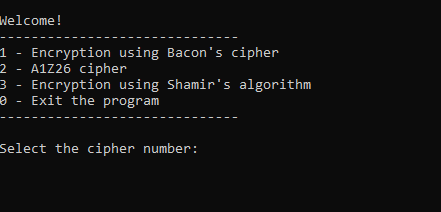 Welcome!
------------------------------
1 - Encryption using Bacon's cipher
2 - A1Z26 cipher
3 - Encryption using Shamir's algorithm
0 - Exit the program
------------------------------
Select the cipher number: